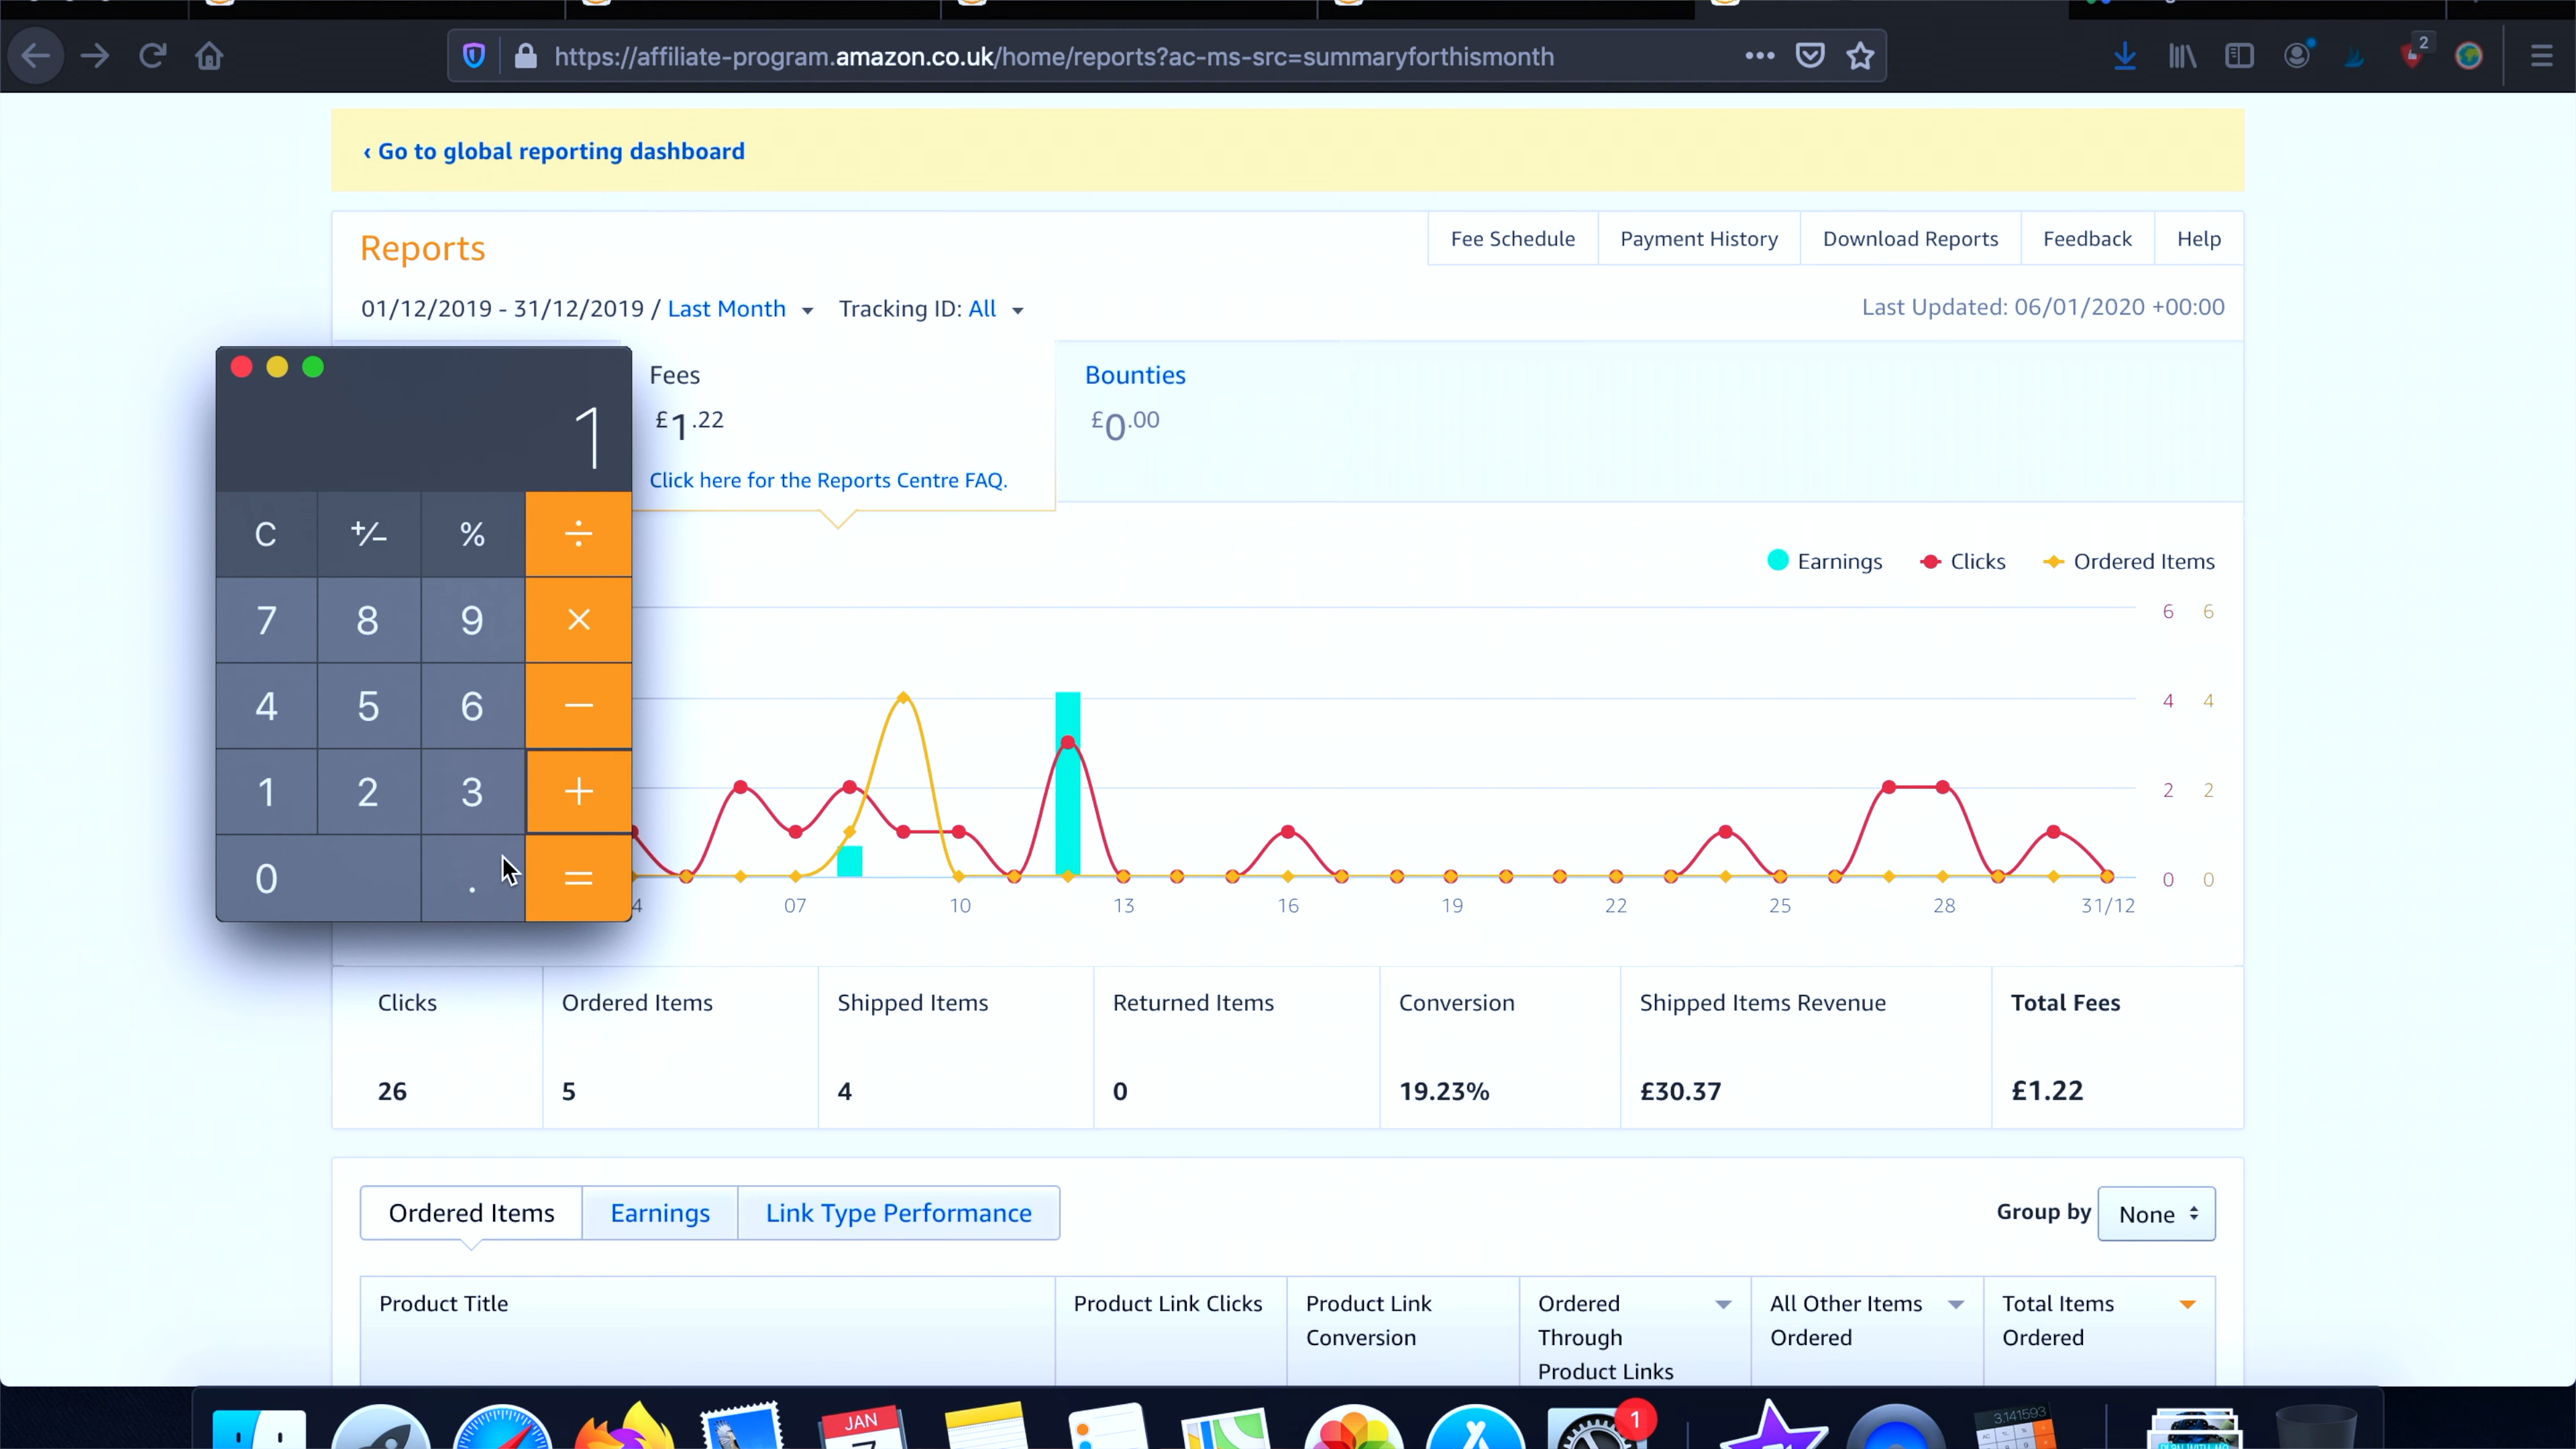 https://affiliate-program.amazon.co.uk/home/reports?ac-ms-src=summaryforthismonth
2
‹ Go to global reporting dashboard
Reports
Fee Schedule Payment History Download Reports Feedback Help
01/12/2019 - 31/12/2019 / Last Month Tracking ID: All
Last Updated: 06/01/2020 +00:00
Fees
£1.22
Click here for the Reports Centre FAQ.
Bounties
£0.00
1
C +/− % ÷
7 8 9 ×
4 5 6 −
1 2 3 +
0 . =
Earnings Clicks Ordered Items
6 6
4 4
2 2
0 0
4 07 10 13 16 19 22 25 28 31/12
Clicks Ordered Items Shipped Items Returned Items Conversion Shipped Items Revenue Total Fees
26 5 4 0 19.23% £30.37 £1.22
Ordered Items Earnings Link Type Performance
Group by None
Product Title
Product Link Clicks
Product Link
Conversion
Ordered
Through
Product Links
All Other Items
Ordered
Total Items
Ordered
JAN
1
3.141593